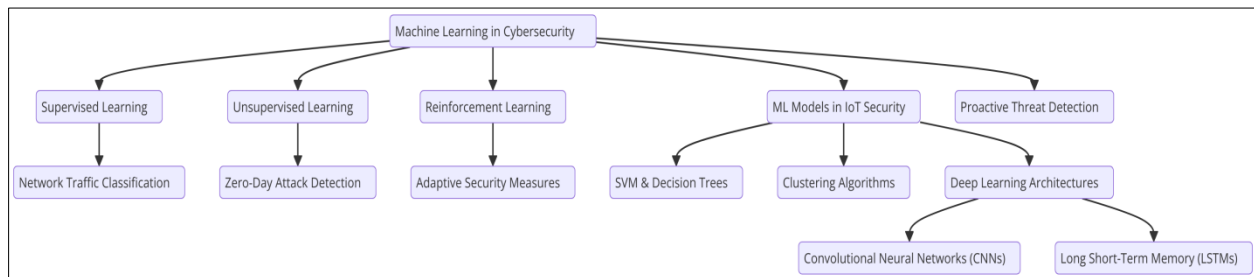 Machine Learning in Cybersecurity
Supervised Learning
Unsupervised Learning
Reinforcement Learning
ML Models in IoT Security
Proactive Threat Detection
Network Traffic Classification
Zero-Day Attack Detection
Adaptive Security Measures
SVM & Decision Trees
Clustering Algorithms
Deep Learning Architectures
Convolutional Neural Networks (CNNs)
Long Short-Term Memory (LSTMs)